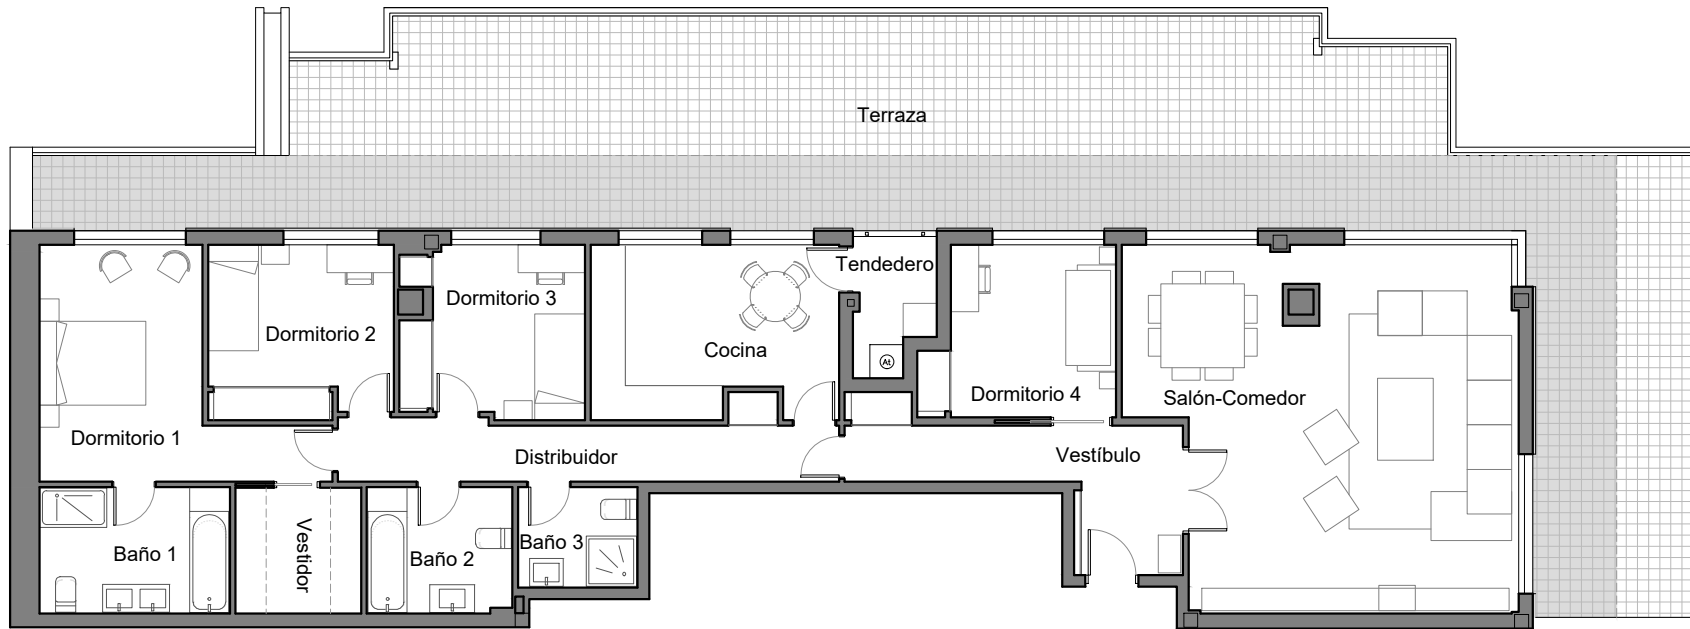 Terraza
Tendedero
Dormitorio 3
Dormitorio 2
Cocina
At
Dormitorio 4
Salón-Comedor
Dormitorio 1
Distribuidor
Vestíbulo
Baño 1
Vestidor
Baño 2
Baño 3